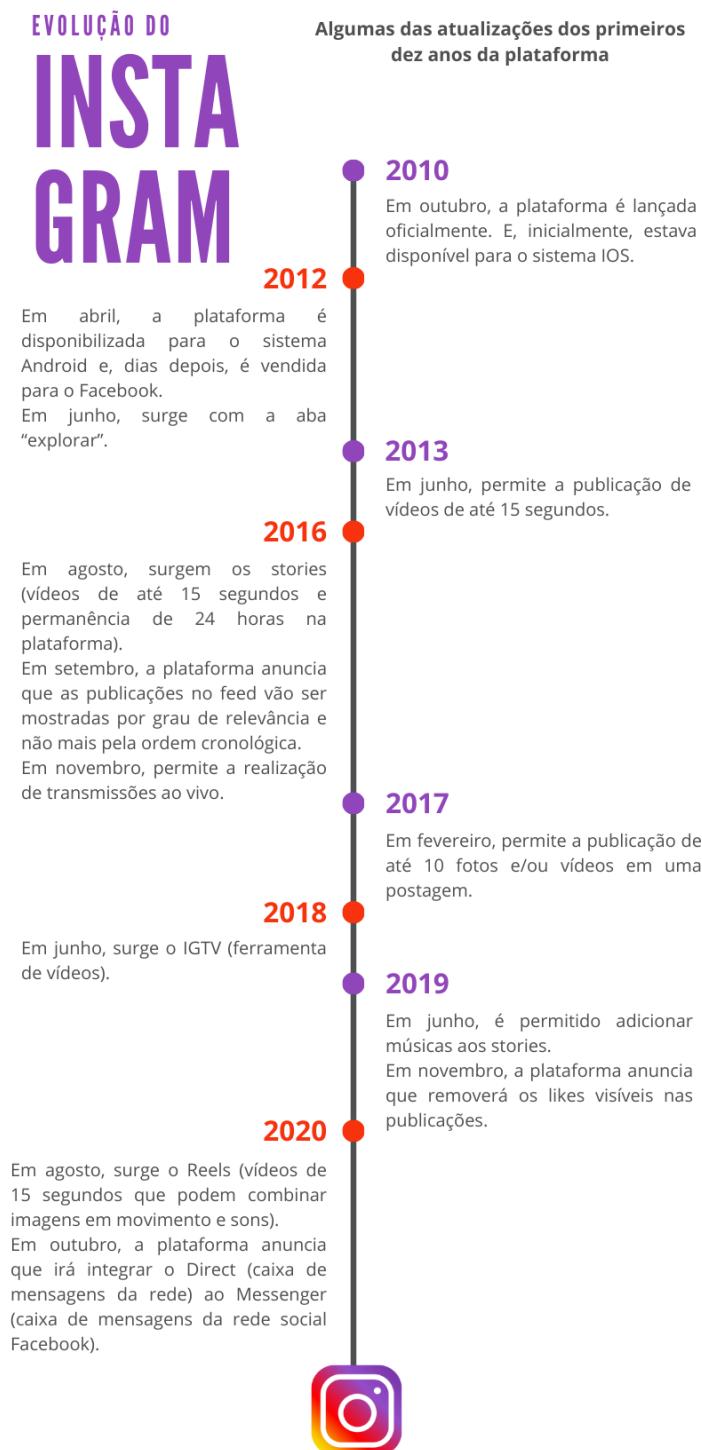 EVOLUÇÃO DO
INSTA
GRAM
Algumas das atualizações dos primeiros
dez anos da plataforma
2010
Em outubro, a plataforma é lançada
oficialmente. E, inicialmente, estava
disponível para o sistema IOS.
2012
Em abril, a plataforma é
disponibilizada para o sistema
Android e, dias depois, é vendida
para o Facebook.
Em junho, surge com a aba
“explorar”.
2013
Em junho, permite a publicação de
vídeos de até 15 segundos.
2016
Em agosto, surgem os stories
(vídeos de até 15 segundos e
permanência de 24 horas na
plataforma).
Em setembro, a plataforma anuncia
que as publicações no feed vão ser
mostradas por grau de relevância e
não mais pela ordem cronológica.
Em novembro, permite a realização
de transmissões ao vivo.
2017
Em fevereiro, permite a publicação de
até 10 fotos e/ou vídeos em uma
postagem.
2018
Em junho, surge o IGTV (ferramenta
de vídeos).
2019
Em junho, é permitido adicionar
músicas aos stories.
Em novembro, a plataforma anuncia
que removerá os likes visíveis nas
publicações.
2020
Em agosto, surge o Reels (vídeos de
15 segundos que podem combinar
imagens em movimento e sons).
Em outubro, a plataforma anuncia
que irá integrar o Direct (caixa de
mensagens da rede) ao Messenger
(caixa de mensagens da rede social
Facebook).